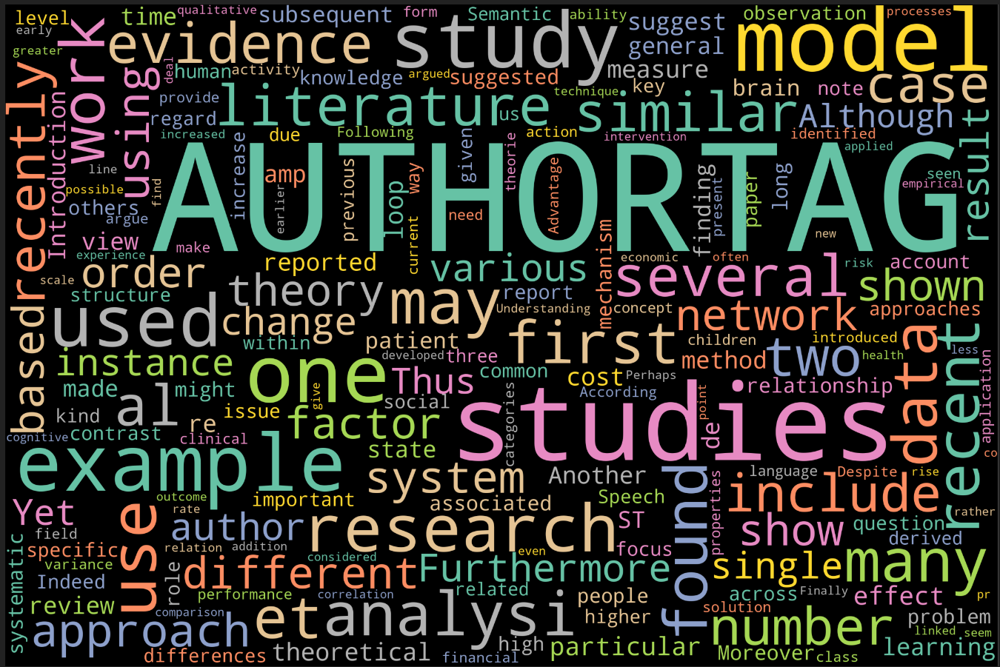 level
time
qualitative
subsequent
form
Semantic
ability
observation
processes
early
evidence
study
suggest
model
greater
Work
general
deal
human
activity
knowledge
argued
suggested
measure
case
recently
using
provide
literature
technique
key
brain
note
Introduction
regard
use
similar
Although
result
increased
due
Following
action
intervention
identified
applied
AUTHORTAG
increase
given
theorie
line
amp
previous
way
Advantage
finding
long
seen
possible
find
earlier
loop
present
paper
empirical
others
need
argue
current
mechanism
new
view
make
experience
order
reported
various
economic
often
risk
account
scale
theory
several
shown
structure
may
report
Understanding
concept
network
approaches
based
used
change
first
within
patient
children
introduced
data
recent
instance
developed
three
method
two
health
less
one
Thus
common
cost
Perhaps
application
made
might
give
According
relationship
al
social
categories
studies
point
kind
issue
factor
cognitive
contrast
re
clinical
state
de
co
example
system
Another
found
language
Despite
rise
properties
include
outcome
important
associated
Speech
Yet
use
rate
author
research
ST
rather
field
show
question
systematic
specific
relation
addition
considered
even
focus
derived
variance
role
different
Furthermore
single
many
Indeed
performance
correlation
related
people
across
Finally
effect
pr
review
comparison
et
analysi
higher
solution
number
problem
approach
linked
seem
differences
theoretical
financial
high
particular
Moreover
class
learning
us